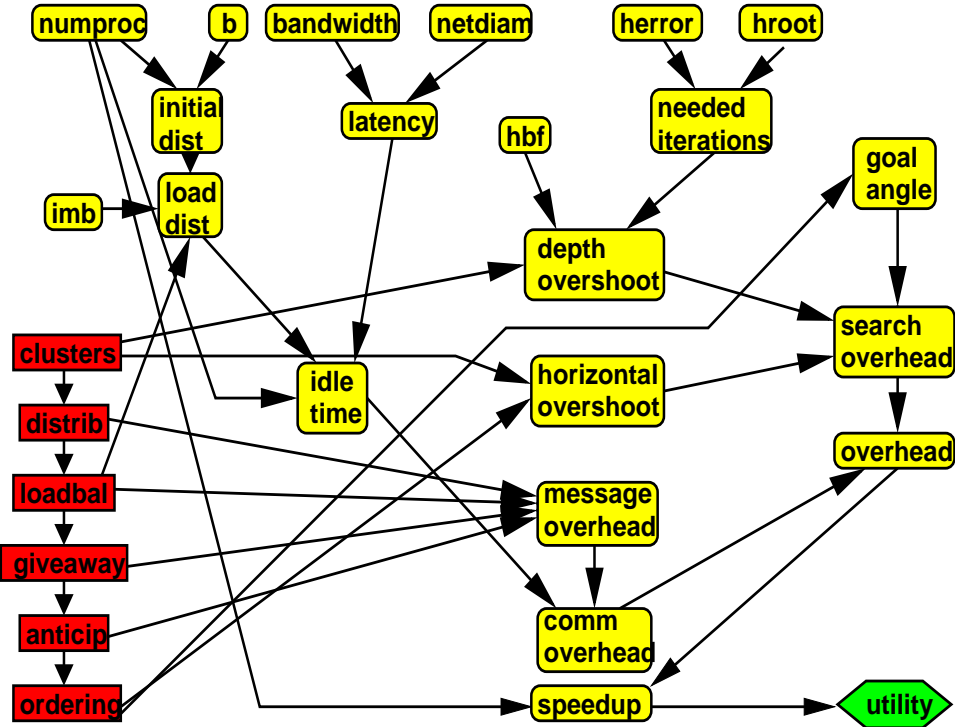 numproc
b
bandwidth
netdiam
herror
hroot
initial
dist
latency
needed
iterations
hbf
goal
angle
load
dist
imb
depth
overshoot
search
overhead
clusters
idle
time
horizontal
overshoot
distrib
overhead
loadbal
message
overhead
giveaway
anticip
comm
overhead
ordering
speedup
utility